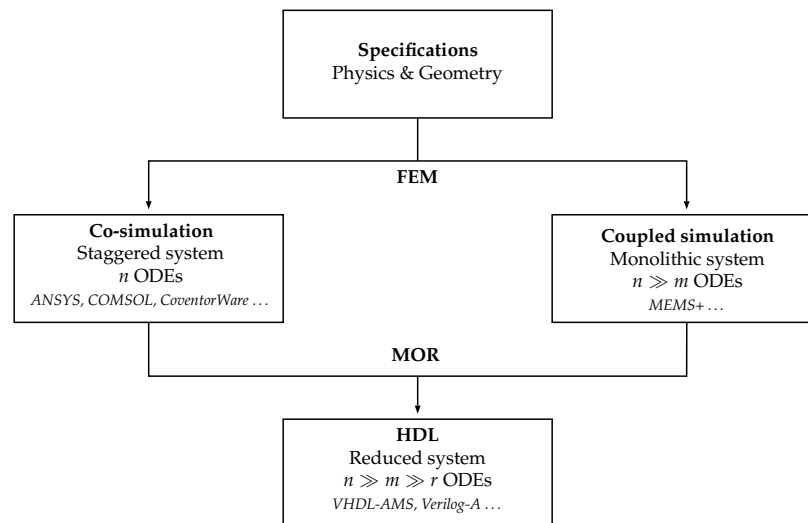 Specifications
Physics & Geometry
FEM
Co-simulation
Staggered system
n ODEs
ANSYS, COMSOL, CoventorWare ...
Coupled simulation
Monolithic system
n ≫ m ODEs
MEMS+ ...
MOR
HDL
Reduced system
n ≫ m ≫ r ODEs
VHDL-AMS, Verilog-A ...